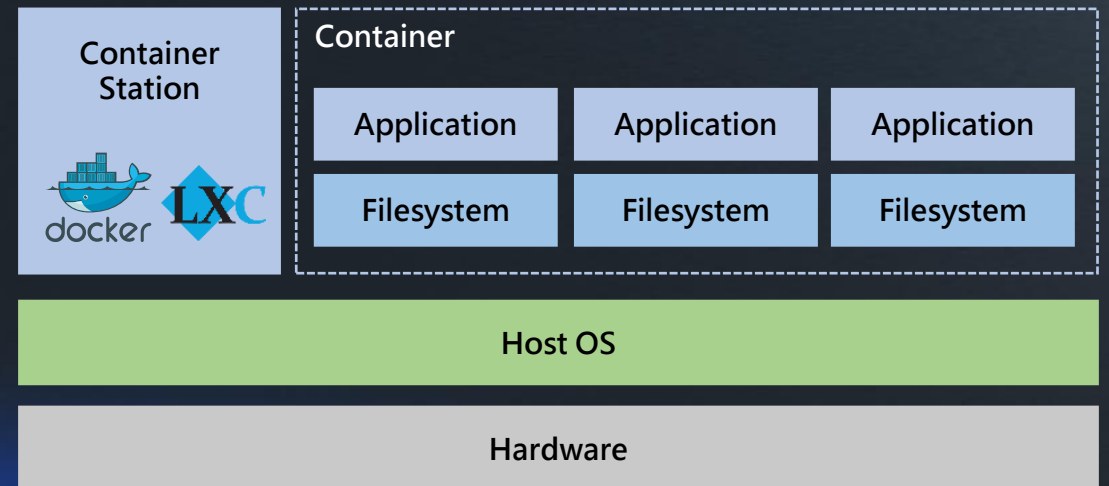 Container
Station
docker
LXC
Container
Application
Application
Application
Filesystem
Filesystem
Filesystem
Host OS
Hardware